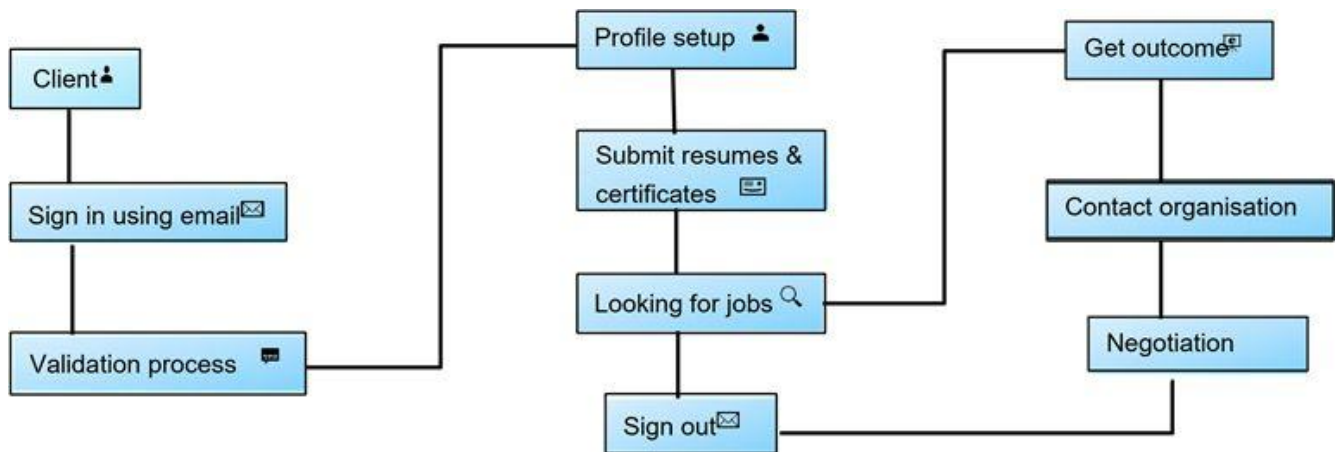 Client
Sign in using email
Validation process
Profile setup
Submit resumes &
certificates
Looking for jobs
Sign out
Get outcome
Contact organisation
Negotiation